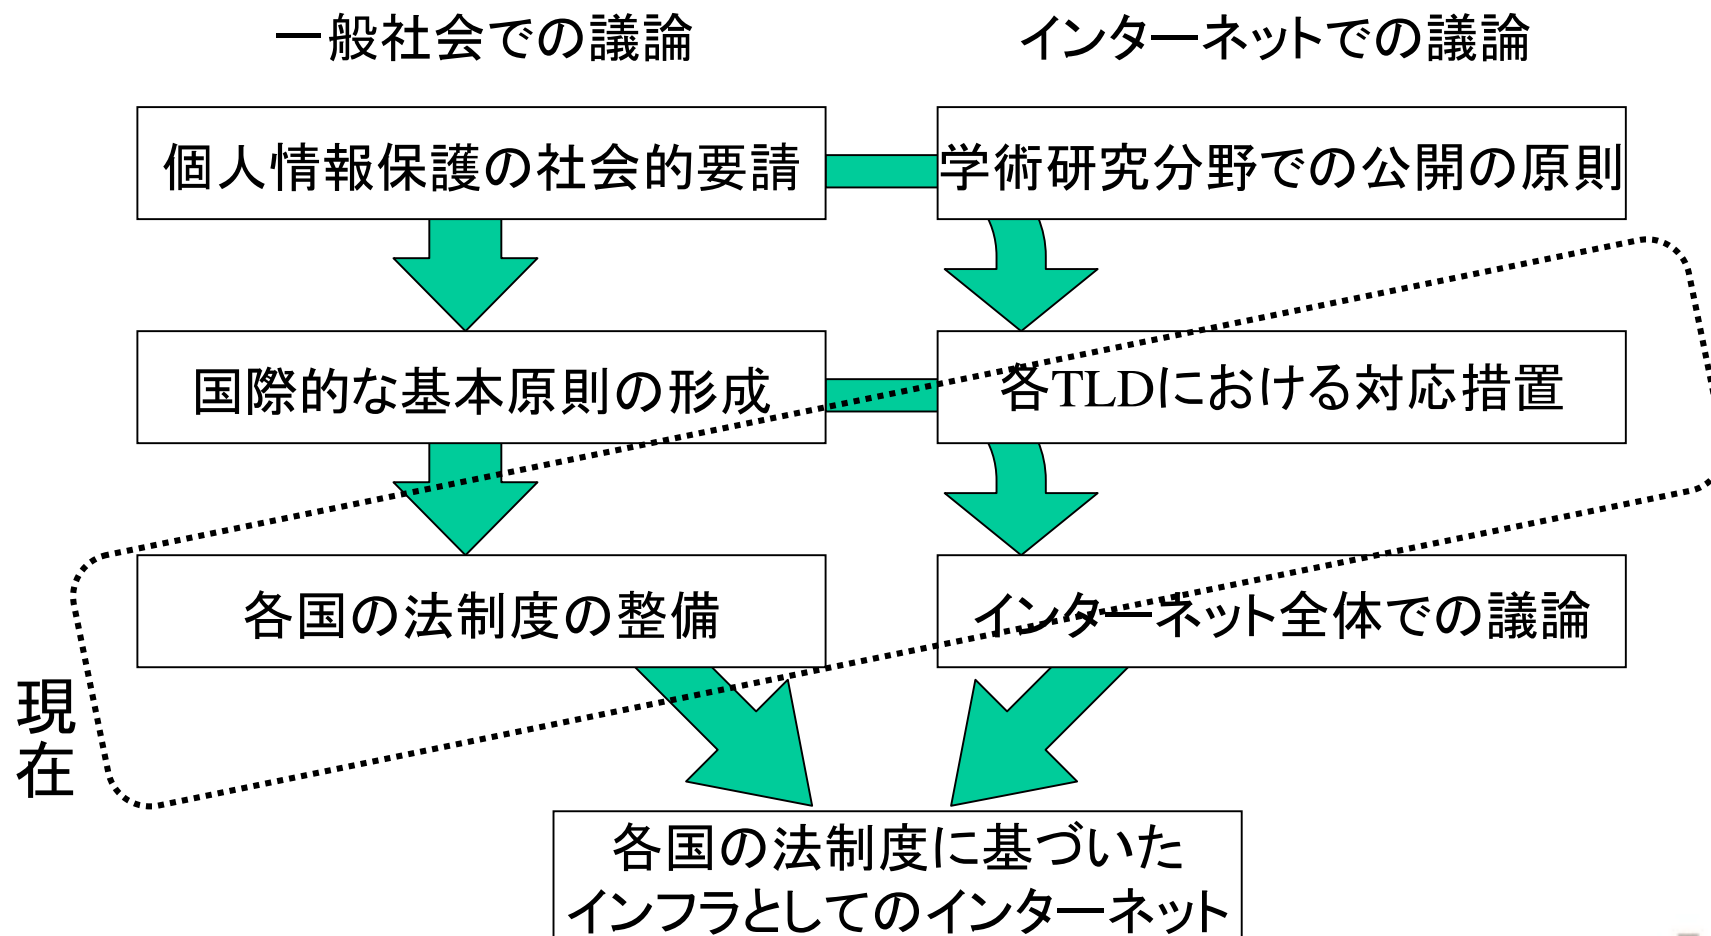 一般社会での議論
インターネットでの議論
個人情報保護の社会的要請
学術研究分野での公開の原則
国際的な基本原則の形成
各TLDにおける対応措置
各国の法制度の整備
インターネット全体での議論
現在
各国の法制度に基づいた
インフラとしてのインターネット